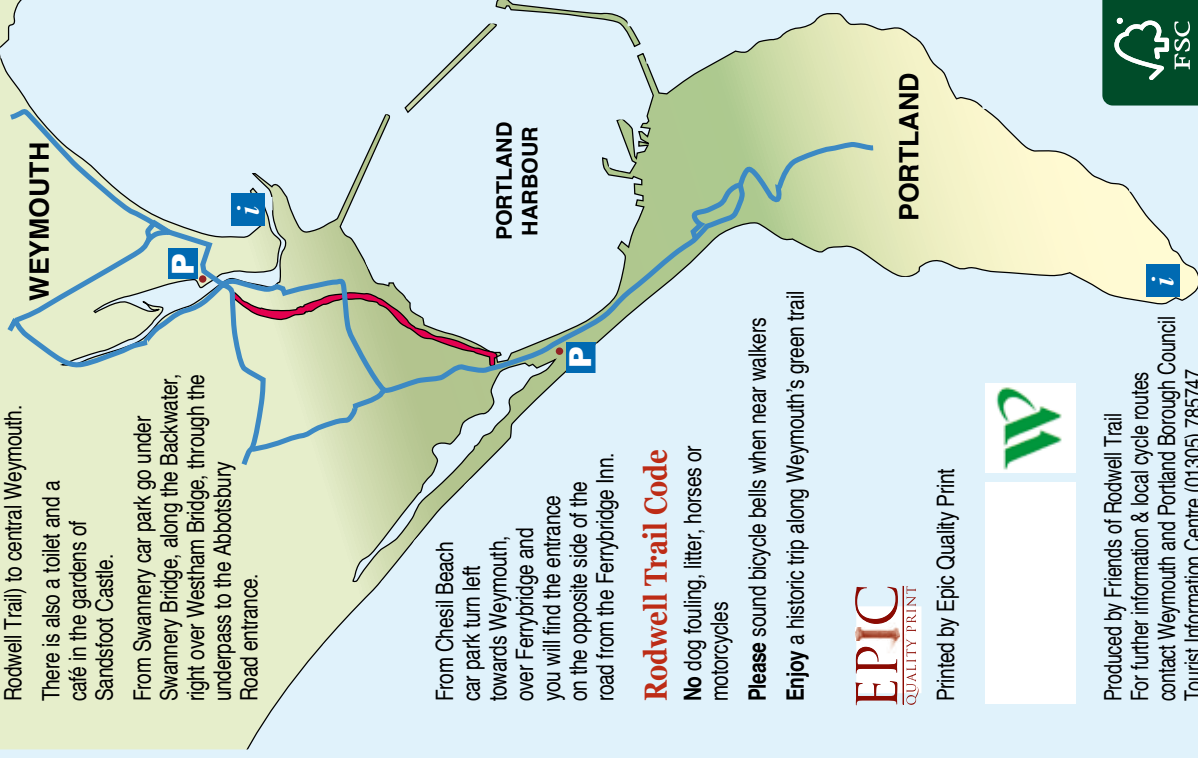 Rodwell Trail) to central Weymouth.
There is also a toilet and a
café in the gardens of
Sandsfoot Castle.
From Swannery car park go under
Swannery Bridge, along the Backwater,
right over Westham Bridge, through the
underpass to the Abbotsbury
Road entrance.
From Chesil Beach
car park turn left
towards Weymouth,
over Ferrybridge and
you will find the entrance
on the opposite side of the
road from the Ferrybridge Inn.
Rodwell Trail Code
No dog fouling, litter, horses or
motorcycles
Please sound bicycle bells when near walkers
Enjoy a historic trip along Weymouth's green trail
EPIC
QUALITY PRINT
Printed by Epic Quality Print
Produced by Friends of Rodwell Trail
For further information & local cycle routes
contact Weymouth and Portland Borough Council
Tourist Information Centre (01305) 785747
WEYMOUTH
P
i
PORTLAND
HARBOUR
P
PORTLAND
i
W
FSC